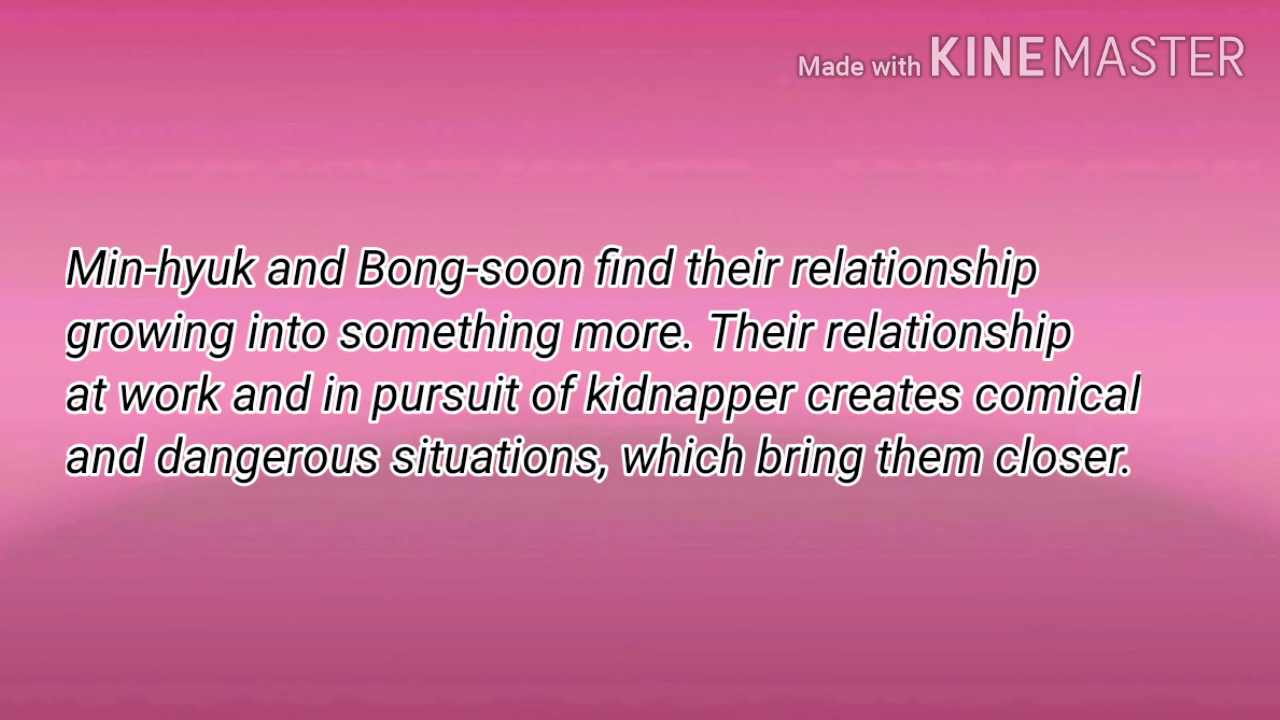 Made with KINEMASTER
Min-hyuk and Bong-soon find their relationship
growing into something more. Their relationship
at work and in pursuit of kidnapper creates comical
and dangerous situations, which bring them closer.